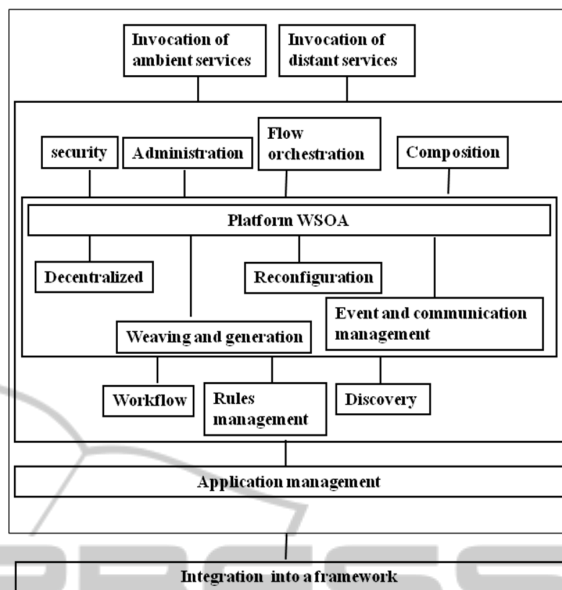 Invocation of
ambient services
Invocation of
distant services
security
Administration
Flow
orchestration
Composition
Platform WSOA
Decentralized
Reconfiguration
Weaving and generation
Event and communication
management
Workflow
Rules
management
Discovery
Application management
Integration into a framework